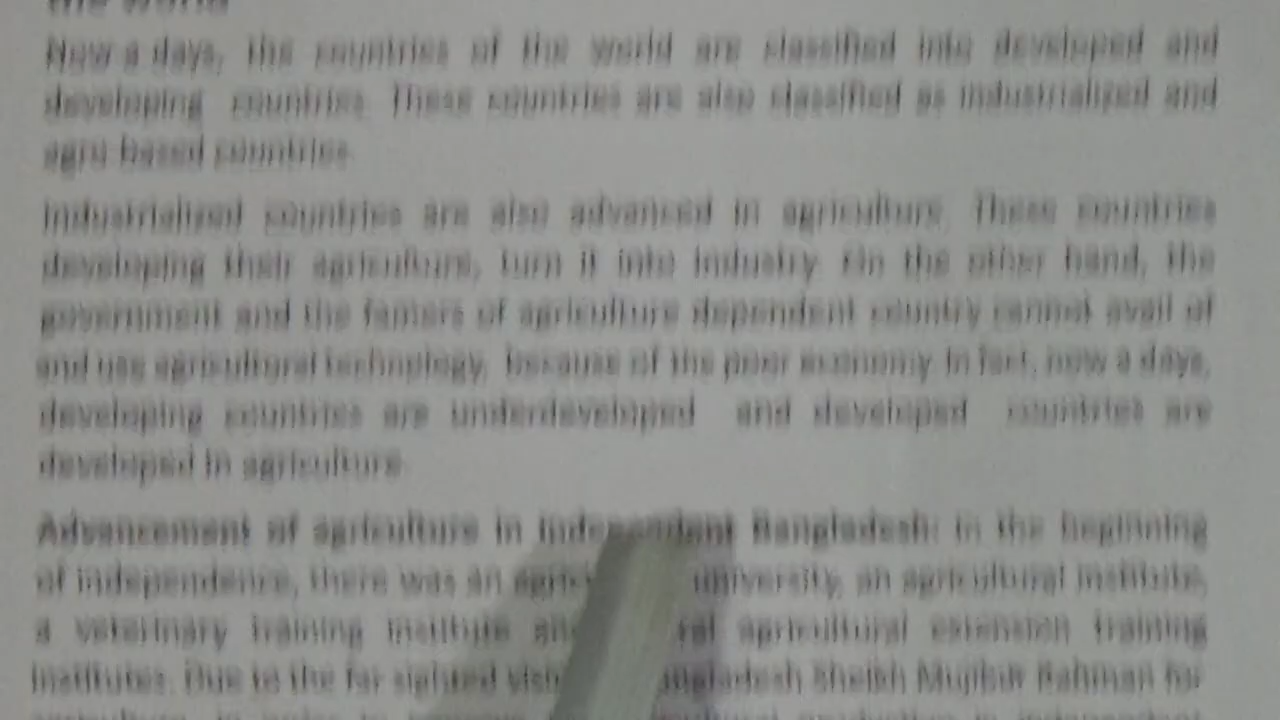 the world
Now a days, the countries of the world are classified into developed and
developing countries. These countries are also classified as industrialized and
agro based countries.
Industrialized countries are also advanced in agriculture. These countries
developing their agriculture, turn it into industry. On the other hand, the
government and the famers of agriculture dependent country cannot avail of
and use agricultural technology, because of the poor economy. In fact, now a days,
developing countries are underdeveloped and developed countries are
developed in agriculture.
Advancement of agriculture in Independent Bangladesh: In the beginning
of independence, there was an university, an agricultural institute,
a veterinary training institute and agricultural extension training
institutes. Due to the far sighted Sheikh Mujibur Rahman for